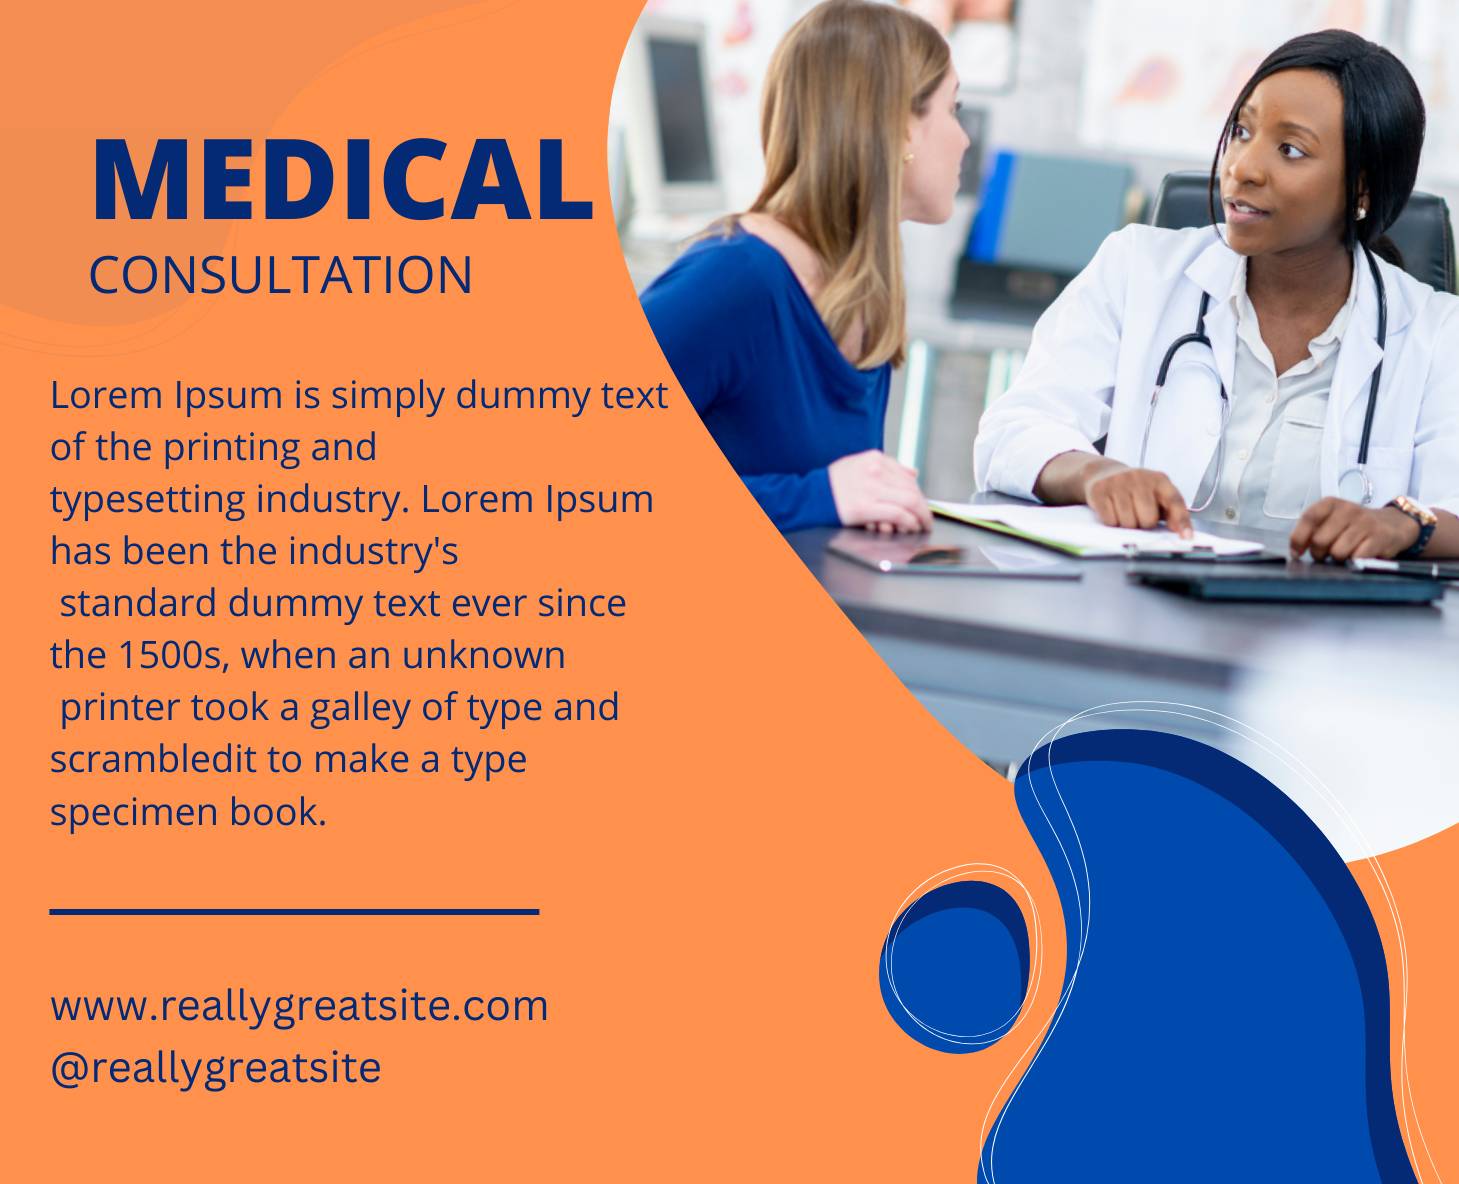 MEDICAL
CONSULTATION
Lorem Ipsum is simply dummy text
of the printing and
typesetting industry. Lorem Ipsum
has been the industry's
standard dummy text ever since
the 1500s, when an unknown
printer took a galley of type and
scrambledit to make a type
specimen book.
www.reallygreatsite.com
@reallygreatsite